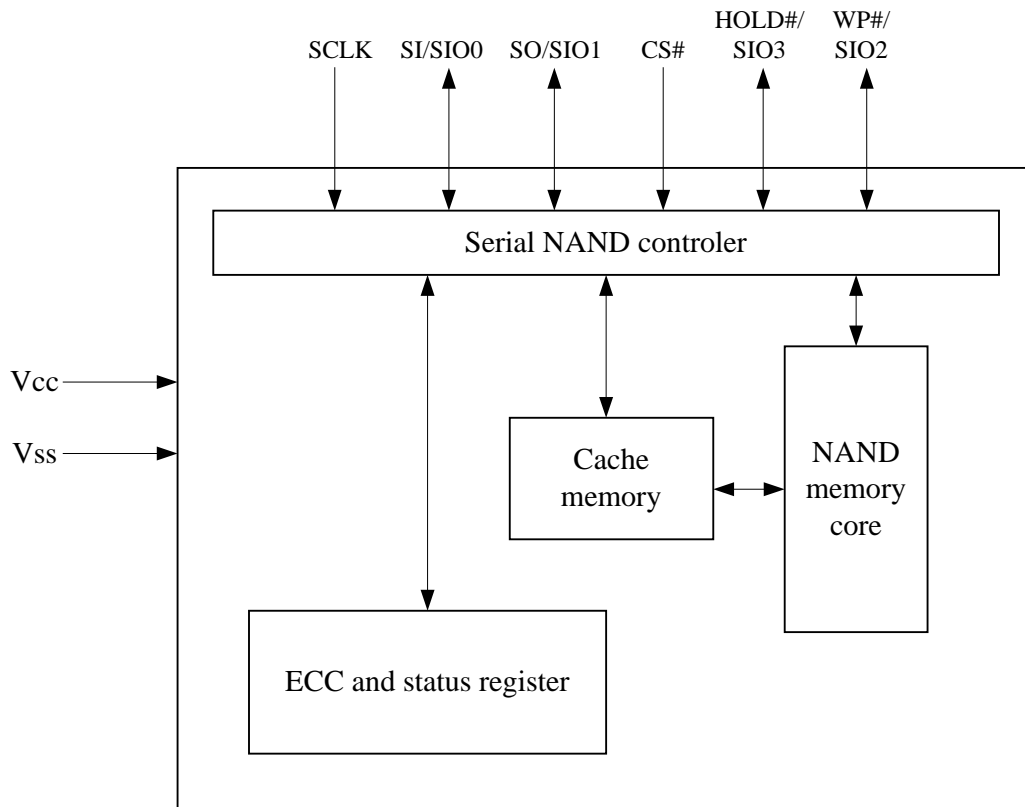 HOLD#/
SIO3
WP#/
SIO2
SCLK
SI/SIO0
SO/SIO1
CS#
Serial NAND controler
Vcc
Vss
Cache
memory
NAND
memory
core
ECC and status register